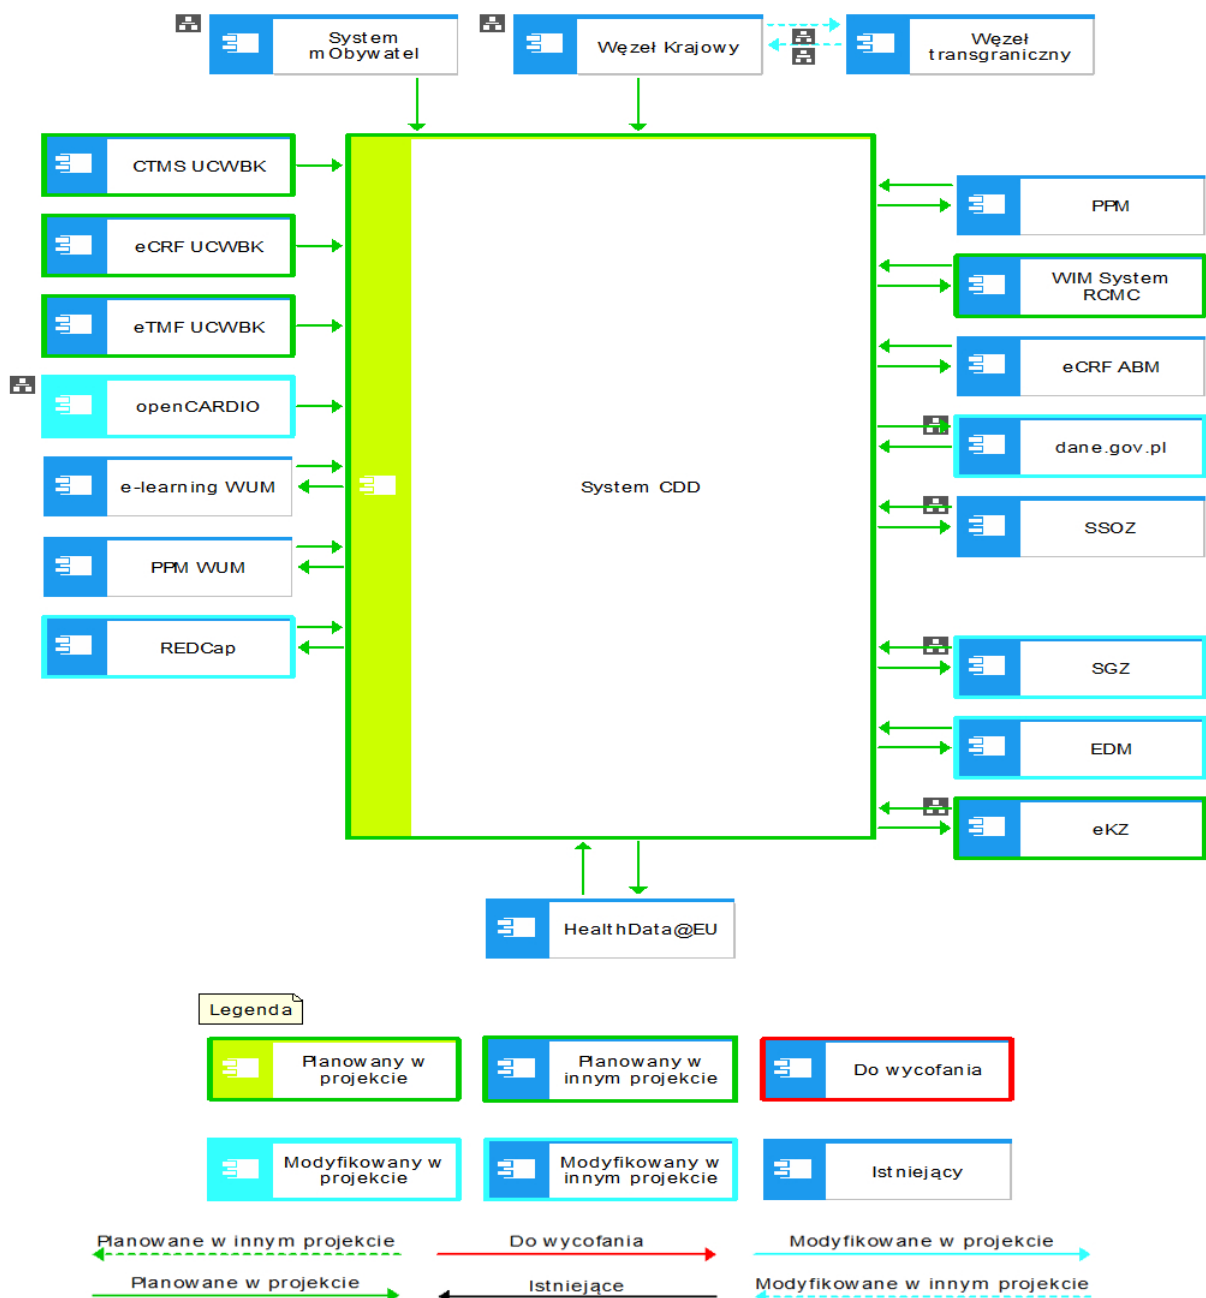 System
mObywatel
Węzeł Krajowy
Węzeł
transgraniczny
CTMS UCWBK
eCRF UCWBK
eTMF UCWBK
openCARDIO
e-learning WUM
PPM WUM
REDCap
System CDD
PPM
WIM System
RCMC
eCRF ABM
dane.gov.pl
SSOZ
SGZ
EDM
eKZ
HealthData@EU
Legenda
Planowany w
projekcie
Planowany w
innym projekcie
Do wycofania
Modyfikowany w
projekcie
Modyfikowany w
innym projekcie
Istniejący
Planowane w innym projekcie
Do wycofania
Modyfikowane w projekcie
Planowane w projekcie
Istniejące
Modyfikowane w innym projekcie